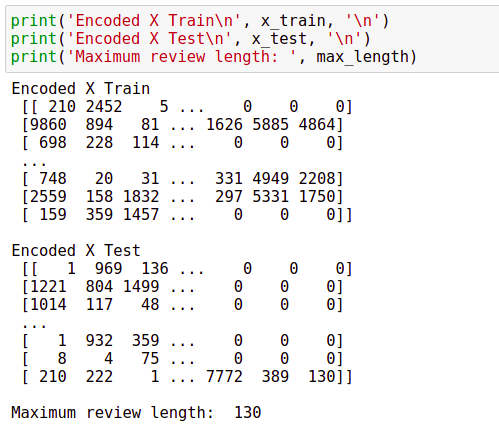 print('Encoded X Train\n', x_train, '\n')
print('Encoded X Test\n', x_test, '\n')
print('Maximum review length: ', max_length)
Encoded X Train
[[ 210 2452    5 ...    0    0    0]
[9860  894   81 ... 1626 5885 4864]
[ 698  228  114 ...    0    0    0]
...
[ 748   20   31 ...  331 4949 2208]
[2559  158 1832 ...  297 5331 1750]
[ 159  359 1457 ...    0    0    0]]
Encoded X Test
[[   1  969  136 ...    0    0    0]
[1221  804 1499 ...    0    0    0]
[1014  117   48 ...    0    0    0]
...
[   1  932  359 ...    0    0    0]
[   8    4   75 ...    0    0    0]
[ 210  222    1 ... 7772  389  130]]
Maximum review length:  130